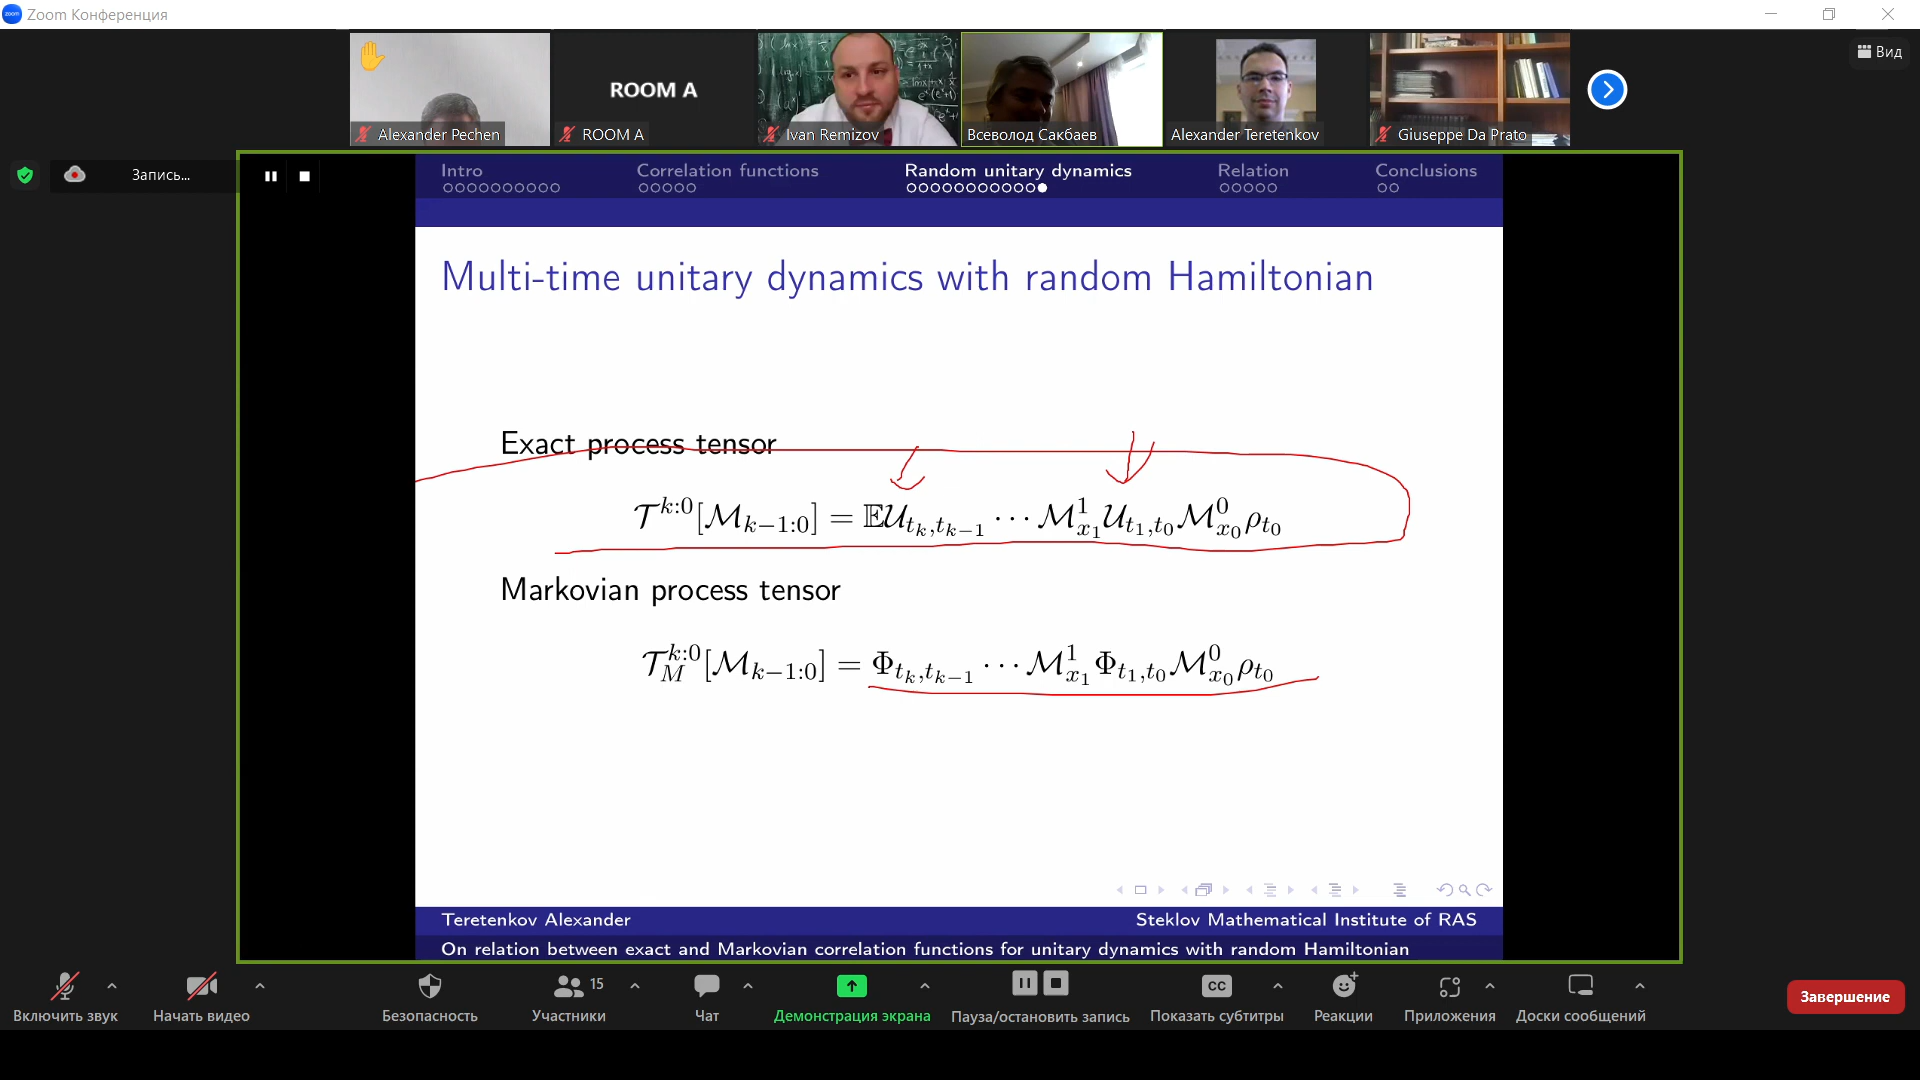 zoom Zoom Конференция
Alexander Pechen
ROOM A
ROOM A
Ivan Remizov
Всеволод Сакбаев
Alexander Teretenkov
Giuseppe Da Prato
Вид
Запись...
Intro Correlation functions Random unitary dynamics Relation Conclusions
Multi-time unitary dynamics with random Hamiltonian
Exact process tensor
𝒯^{k:0}[ℳ_{k−1:0}] = 𝔼𝒰_{t_k,t_{k−1}} ⋯ ℳ^1_{x_1} 𝒰_{t_1,t_0} ℳ^0_{x_0} ρ_{t_0}
Markovian process tensor
𝒯_M^{k:0}[ℳ_{k−1:0}] = Φ_{t_k,t_{k−1}} ⋯ ℳ^1_{x_1} Φ_{t_1,t_0} ℳ^0_{x_0} ρ_{t_0}
Teretenkov Alexander Steklov Mathematical Institute of RAS
On relation between exact and Markovian correlation functions for unitary dynamics with random Hamiltonian
15
CC
Включить звук Начать видео Безопасность Участники Чат Демонстрация экрана Пауза/остановить запись Показать субтитры Реакции Приложения Доски сообщений
Завершение